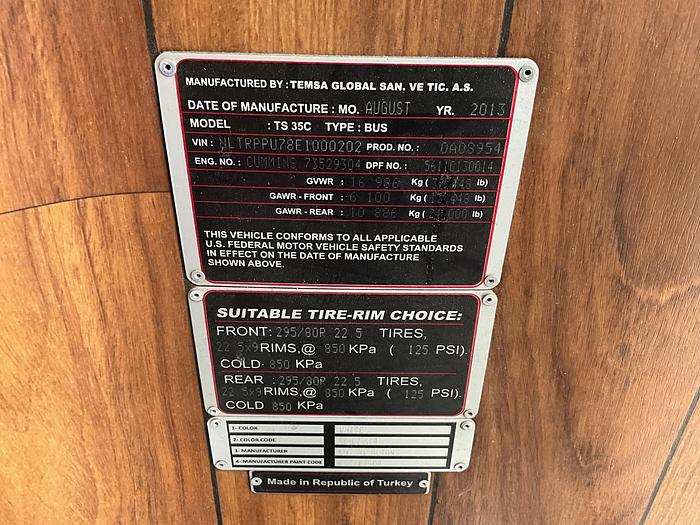 MANUFACTURED BY : TEMSA GLOBAL SAN. VE TIC. A.S.
DATE OF MANUFACTURE : MO. AUGUST YR. 2013
MODEL : TS 35C TYPE : BUS
VIN : NLTRPPU78E1000202 PROD. NO. : 0A08954
ENG. NO. : CUMMINS 73529304 DPF NO. : 56110130014
GVWR : 16 986 Kg ( lb)
GAWR - FRONT : 6 100 Kg ( lb)
GAWR - REAR : 10 886 Kg ( lb)
THIS VEHICLE CONFORMS TO ALL APPLICABLE
U.S. FEDERAL MOTOR VEHICLE SAFETY STANDARDS
IN EFFECT ON THE DATE OF MANUFACTURE
SHOWN ABOVE.
SUITABLE TIRE-RIM CHOICE:
FRONT: 295/80R 22 5 TIRES,
22 5x9 RIMS,@ 850 KPa ( 125 PSI).
COLD 850 KPa
REAR : 295/80R 22 5 TIRES,
22 5x9 RIMS,@ 850 KPa ( 125 PSI).
COLD 850 KPa
1- COLOR WHITE
2- COLOR CODE
3- MANUFACTURER
4- MANUFACTURER PAINT CODE
Made in Republic of Turkey